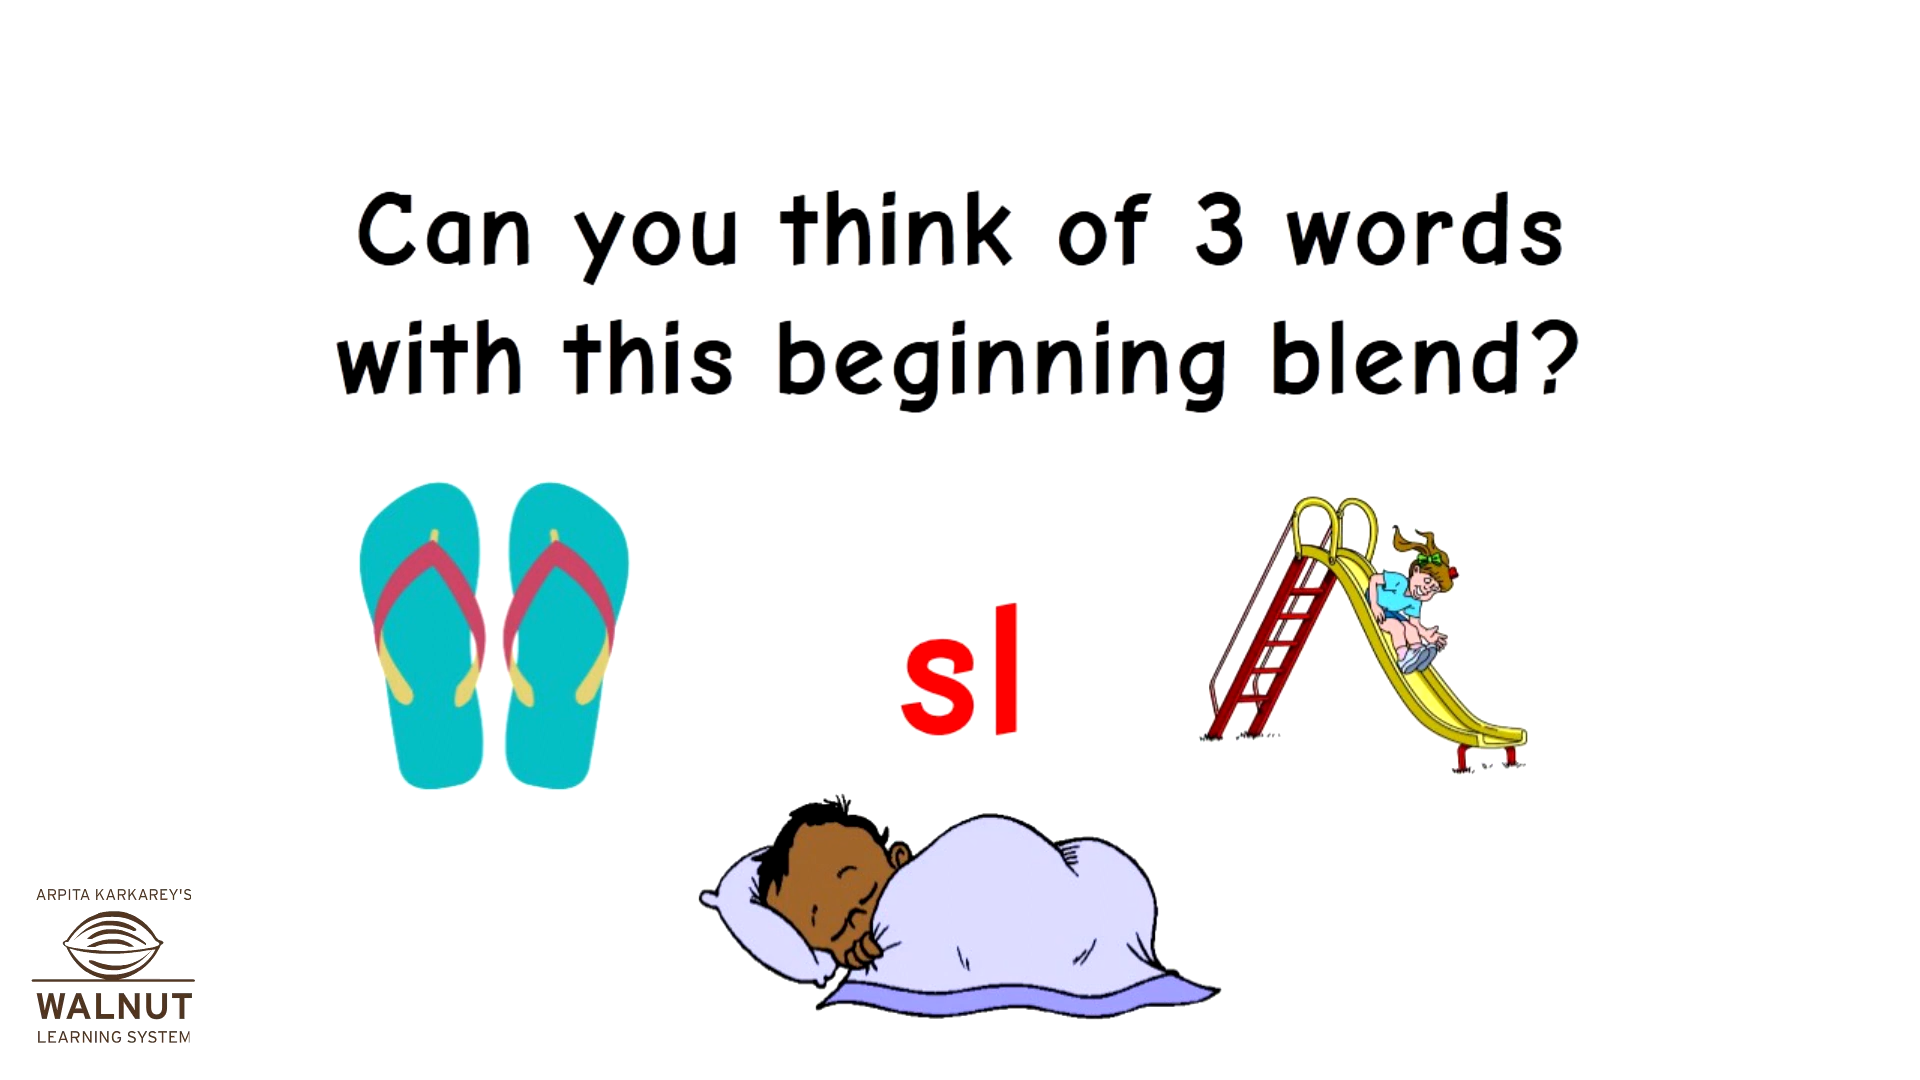 Can you think of 3 words
with this beginning blend?
sl
ARPITA KARKAREY'S
WALNUT
LEARNING SYSTEM